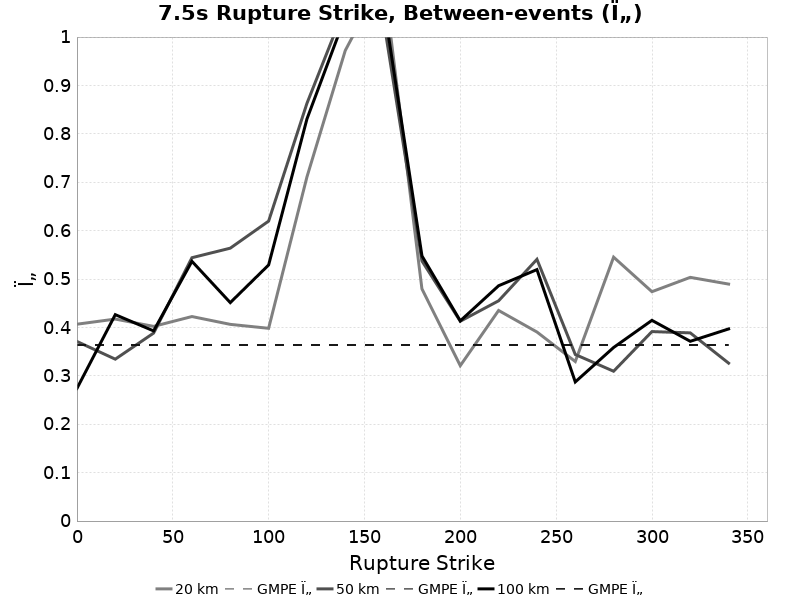 7.5s Rupture Strike, Between-events (Ï„)
1
0.9
0.8
0.7
0.6
0.5
0.4
0.3
0.2
0.1
0
Ï„
0 50 100 150 200 250 300 350
Rupture Strike
20 km GMPE Ï„ 50 km GMPE Ï„ 100 km GMPE Ï„